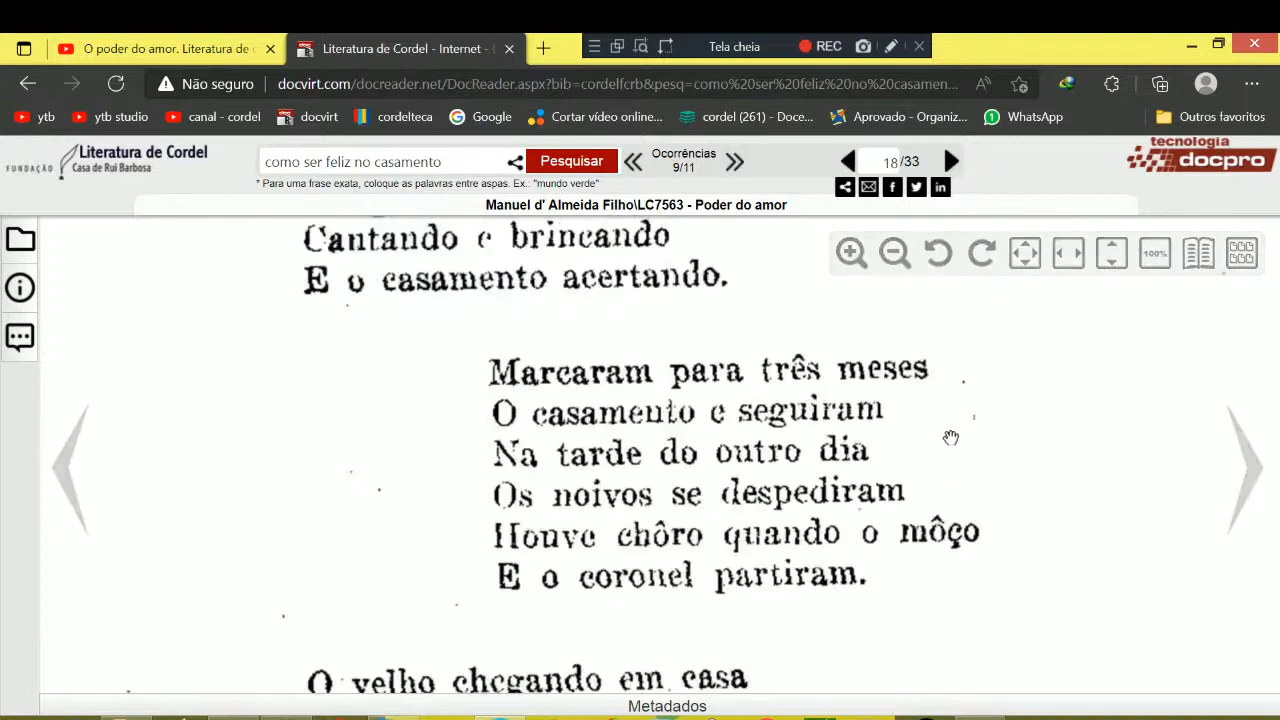 O poder do amor. Literatura de c
Literatura de Cordel - Internet - L
Tela cheia
REC
Não seguro
docvirt.com/docreader.net/DocReader.aspx?bib=cordelfcrb&pesq=como%20ser%20feliz%20no%20casamen...
ytb
ytb studio
canal - cordel
docvirt
cordelteca
Google
Cortar vídeo online...
cordel (261) - Doce...
Aprovado - Organiz...
WhatsApp
Outros favoritos
FUNDAÇÃO
Literatura de Cordel
Casa de Rui Barbosa
como ser feliz no casamento
Pesquisar
Ocorrências
9/11
18 /33
tecnologia
docpro
* Para uma frase exata, coloque as palavras entre aspas. Ex.: "mundo verde"
Manuel d' Almeida Filho\LC7563 - Poder do amor
100%
Cantando e brincando
E o casamento acertando.
Marcaram para três meses
O casamento e seguiram
Na tarde do outro dia
Os noivos se despediram
Houve chôro quando o môço
E o coronel partiram.
O velho chegando em casa
Metadados